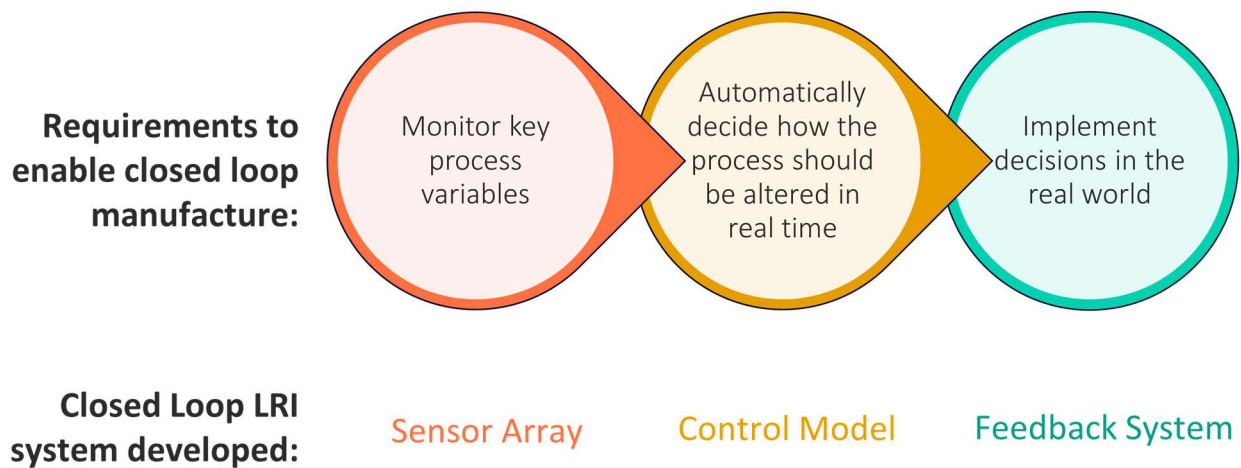 Requirements to
enable closed loop
manufacture:
Monitor key
process
variables
Automatically
decide how the
process should
be altered in
real time
Implement
decisions in the
real world
Closed Loop LRI
system developed:
Sensor Array
Control Model
Feedback System